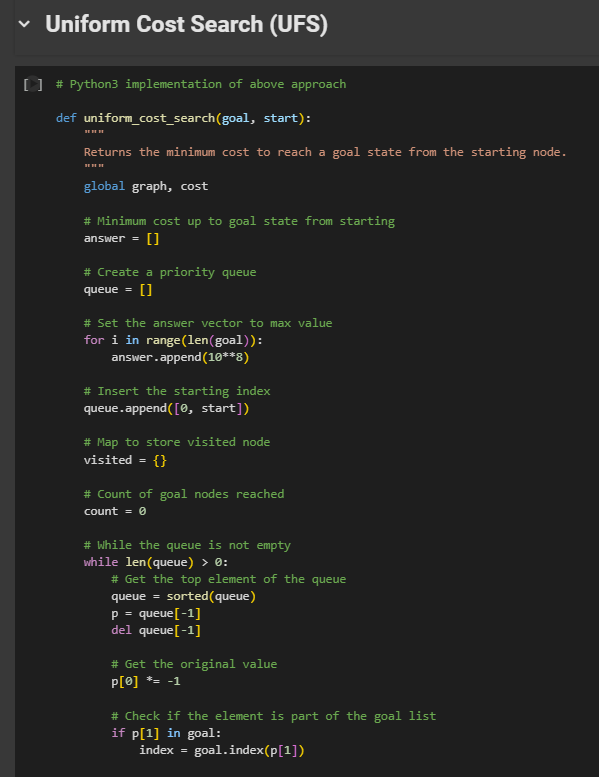 Uniform Cost Search (UFS)
[ ] # Python3 implementation of above approach
def uniform_cost_search(goal, start):
"""
Returns the minimum cost to reach a goal state from the starting node.
"""
global graph, cost
# Minimum cost up to goal state from starting
answer = []
# Create a priority queue
queue = []
# Set the answer vector to max value
for i in range(len(goal)):
answer.append(10**8)
# Insert the starting index
queue.append([0, start])
# Map to store visited node
visited = {}
# Count of goal nodes reached
count = 0
# While the queue is not empty
while len(queue) > 0:
# Get the top element of the queue
queue = sorted(queue)
p = queue[-1]
del queue[-1]
# Get the original value
p[0] *= -1
# Check if the element is part of the goal list
if p[1] in goal:
index = goal.index(p[1])